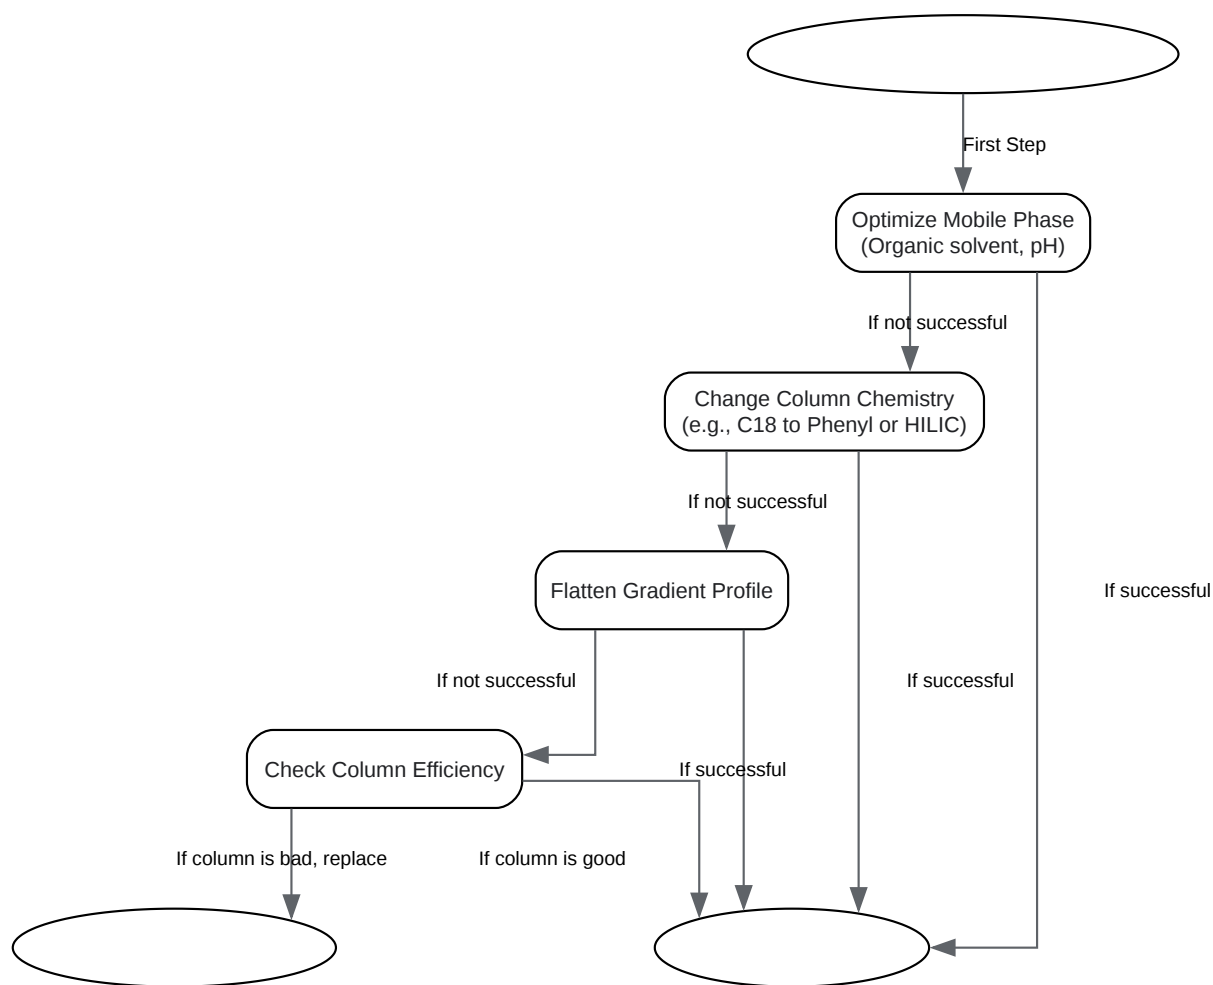 First Step
Optimize Mobile Phase
(Organic solvent, pH)
If not successful
Change Column Chemistry
(e.g., C18 to Phenyl or HILIC)
If not successful
Flatten Gradient Profile
If successful
If not successful
If successful
Check Column Efficiency
If successful
If column is bad, replace
If column is good